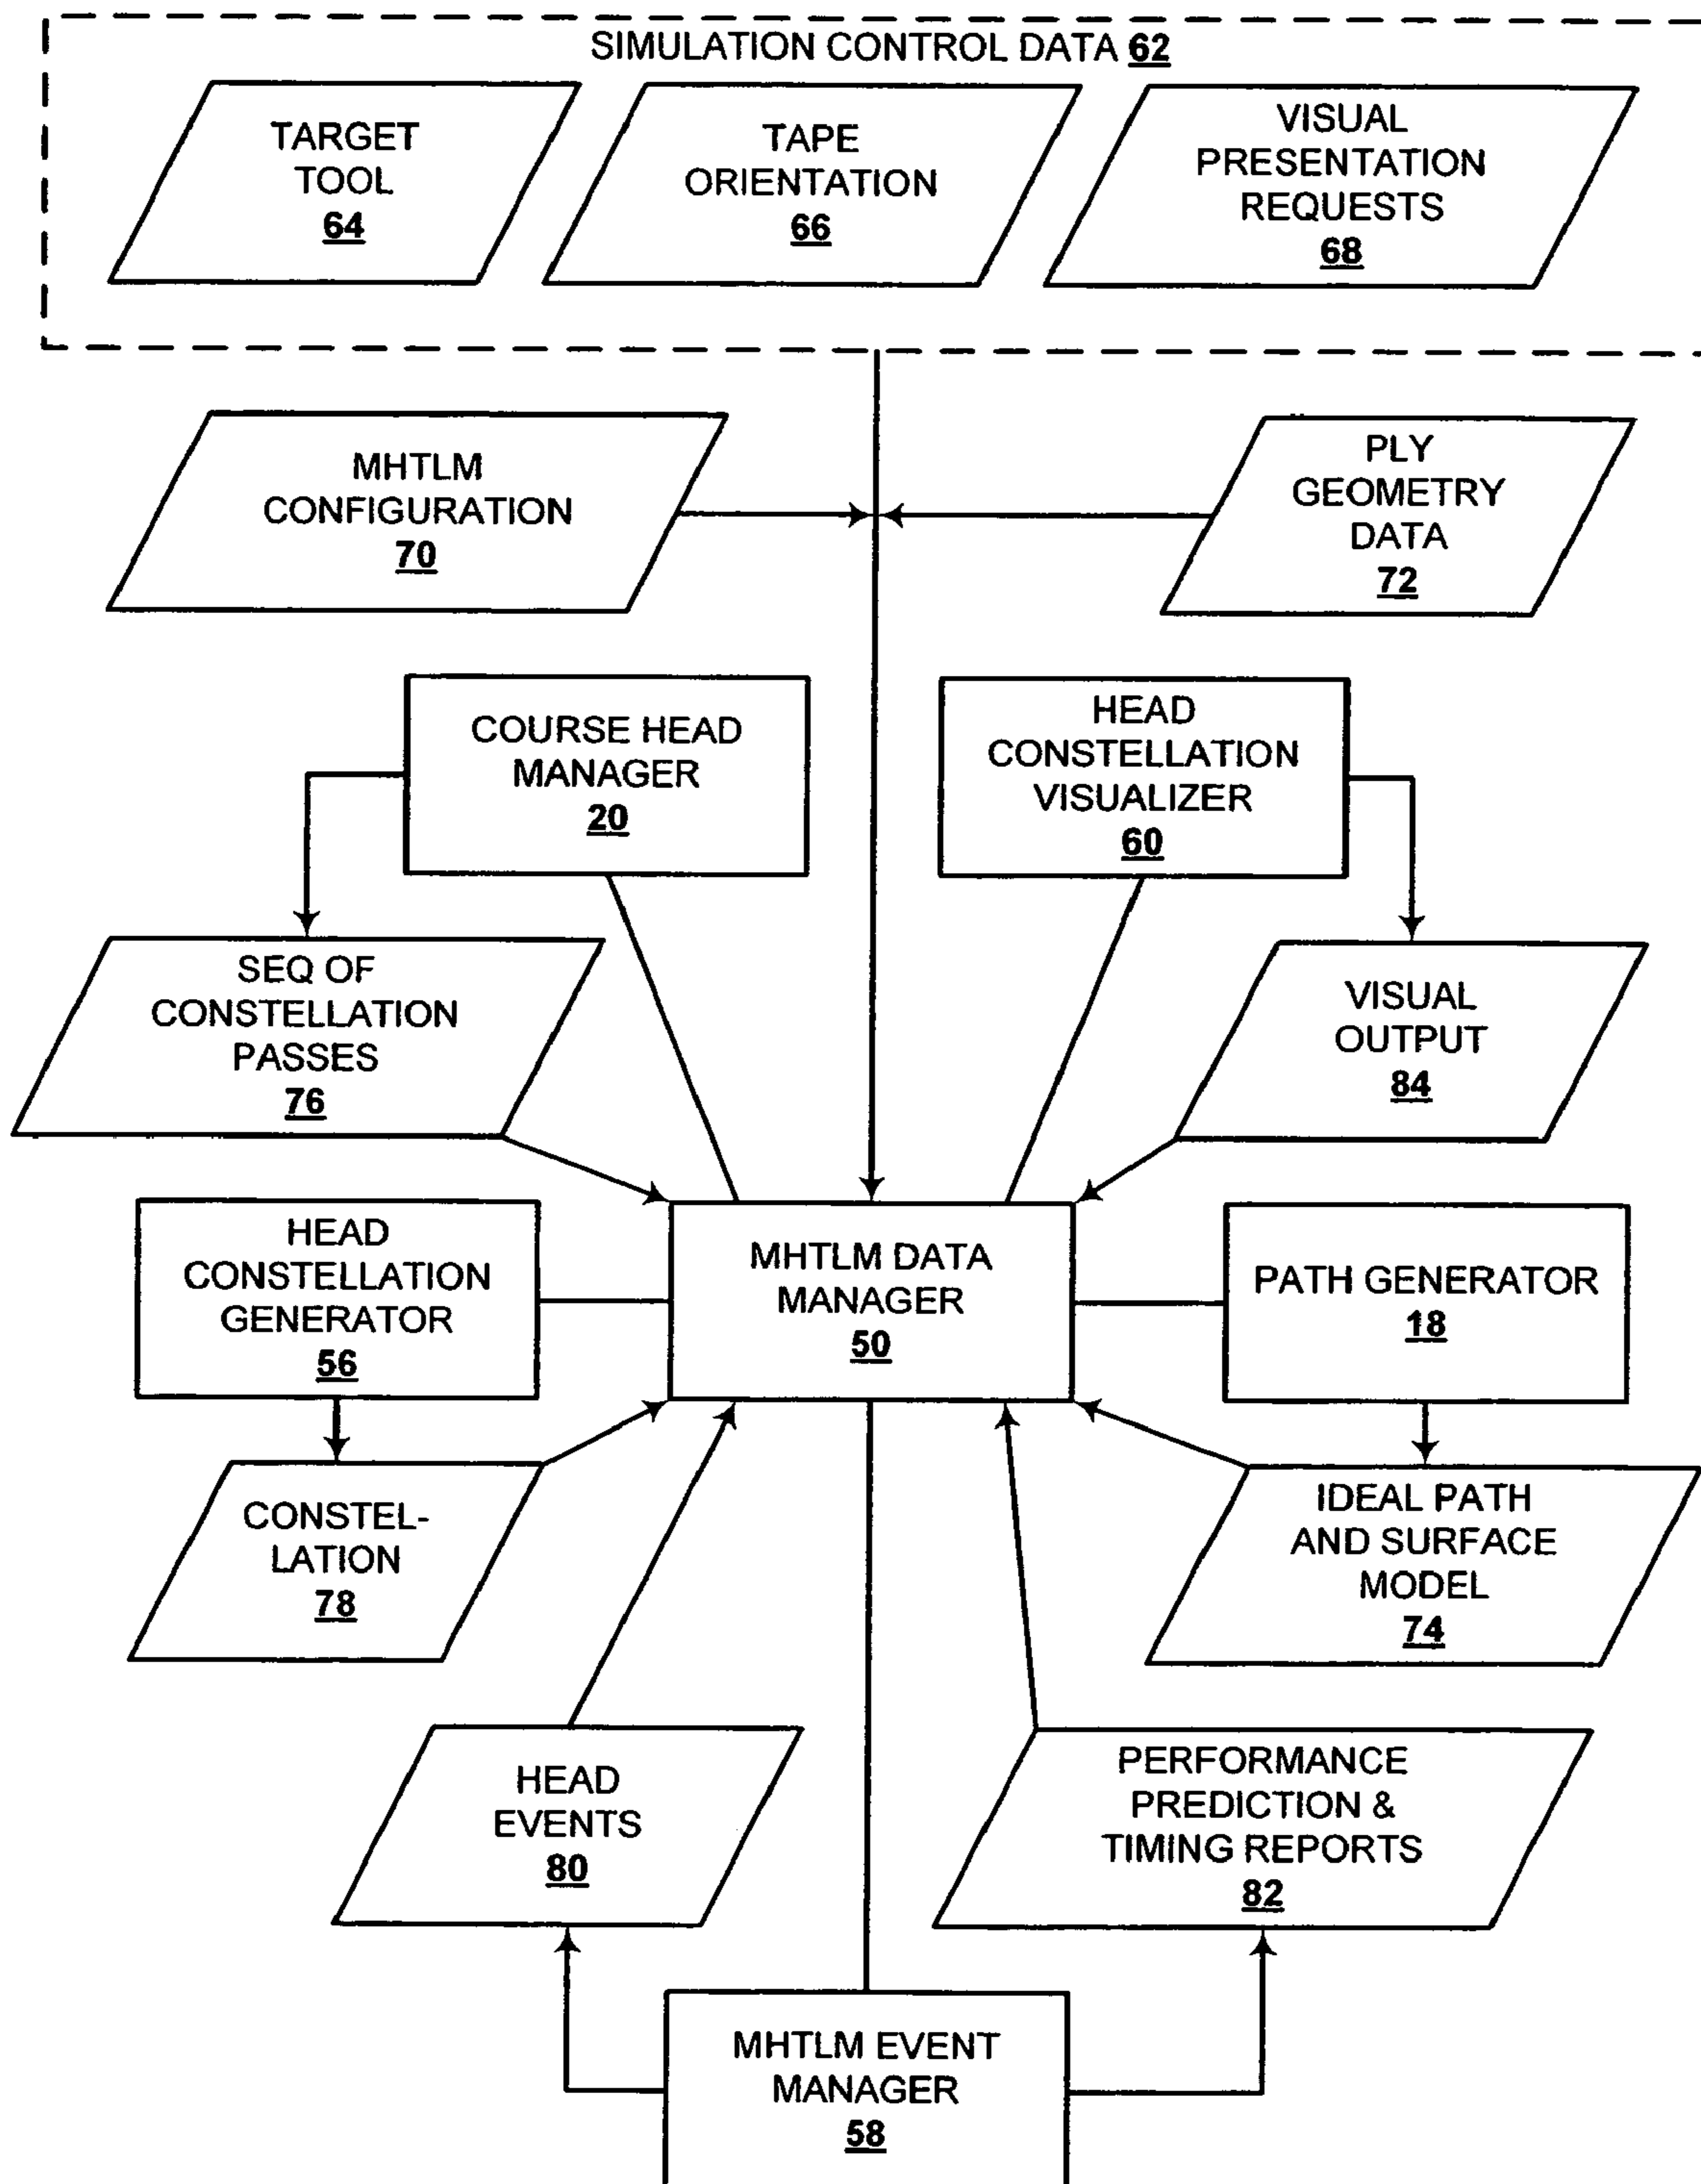 SIMULATION CONTROL DATA 62
TARGET
TOOL
64
TAPE
ORIENTATION
66
VISUAL
PRESENTATION
REQUESTS
68
MHTLM
CONFIGURATION
70
PLY
GEOMETRY
DATA
72
COURSE HEAD
MANAGER
20
HEAD
CONSTELLATION
VISUALIZER
60
SEQ OF
CONSTELLATION
PASSES
76
VISUAL
OUTPUT
84
HEAD
CONSTELLATION
GENERATOR
56
MHTLM DATA
MANAGER
50
PATH GENERATOR
18
CONSTEL-
LATION
78
IDEAL PATH
AND SURFACE
MODEL
74
HEAD
EVENTS
80
PERFORMANCE
PREDICTION &
TIMING REPORTS
82
MHTLM EVENT
MANAGER
58